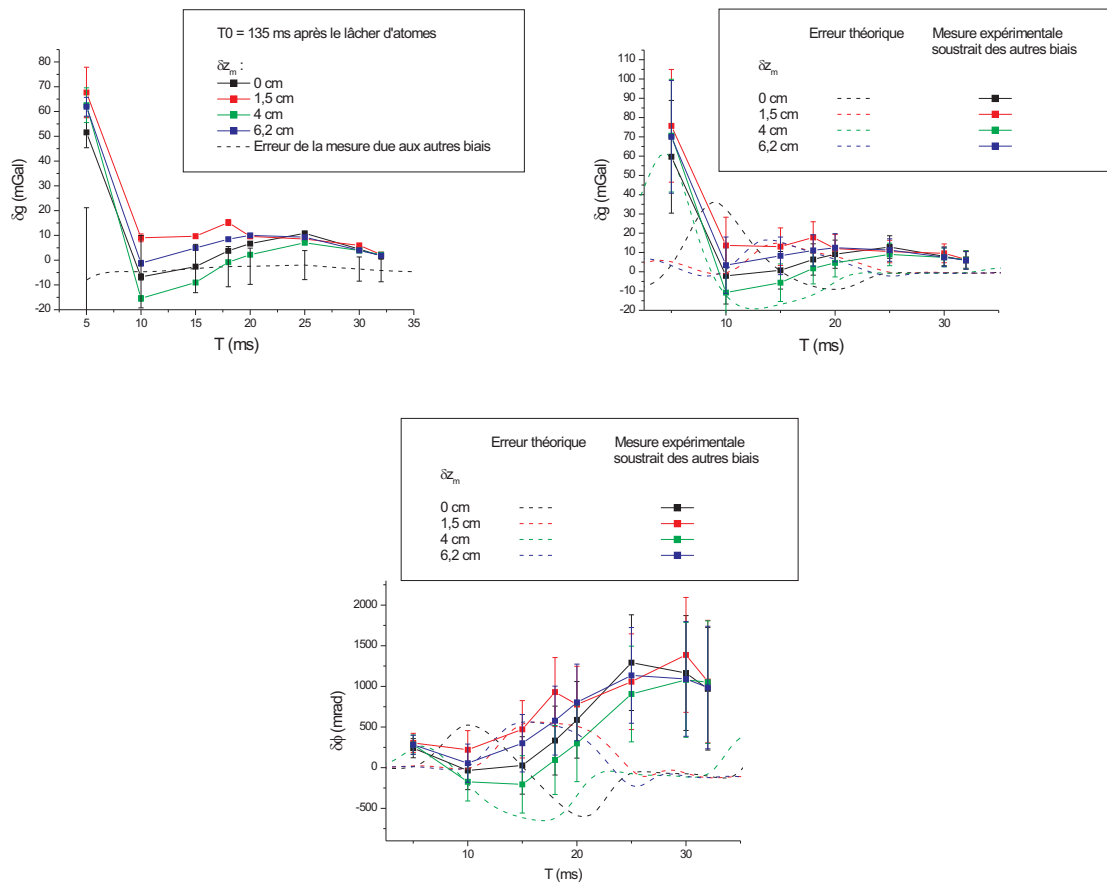 T0 = 135 ms après le lâcher d'atomes
δz_m :
0 cm
1,5 cm
4 cm
6,2 cm
Erreur de la mesure due aux autres biais
80
70
60
50
40
30
20
10
0
-10
-20
δg (mGal)
5 10 15 20 25 30 35
T (ms)
Erreur théorique Mesure expérimentale
soustrait des autres biais
δz_m
0 cm
1,5 cm
4 cm
6,2 cm
110
100
90
80
70
60
50
40
30
20
10
0
-10
-20
δg (mGal)
10 20 30
T (ms)
Erreur théorique Mesure expérimentale
soustrait des autres biais
δz_m
0 cm
1,5 cm
4 cm
6,2 cm
2000
1500
1000
500
0
-500
δϕ (mrad)
10 20 30
T (ms)